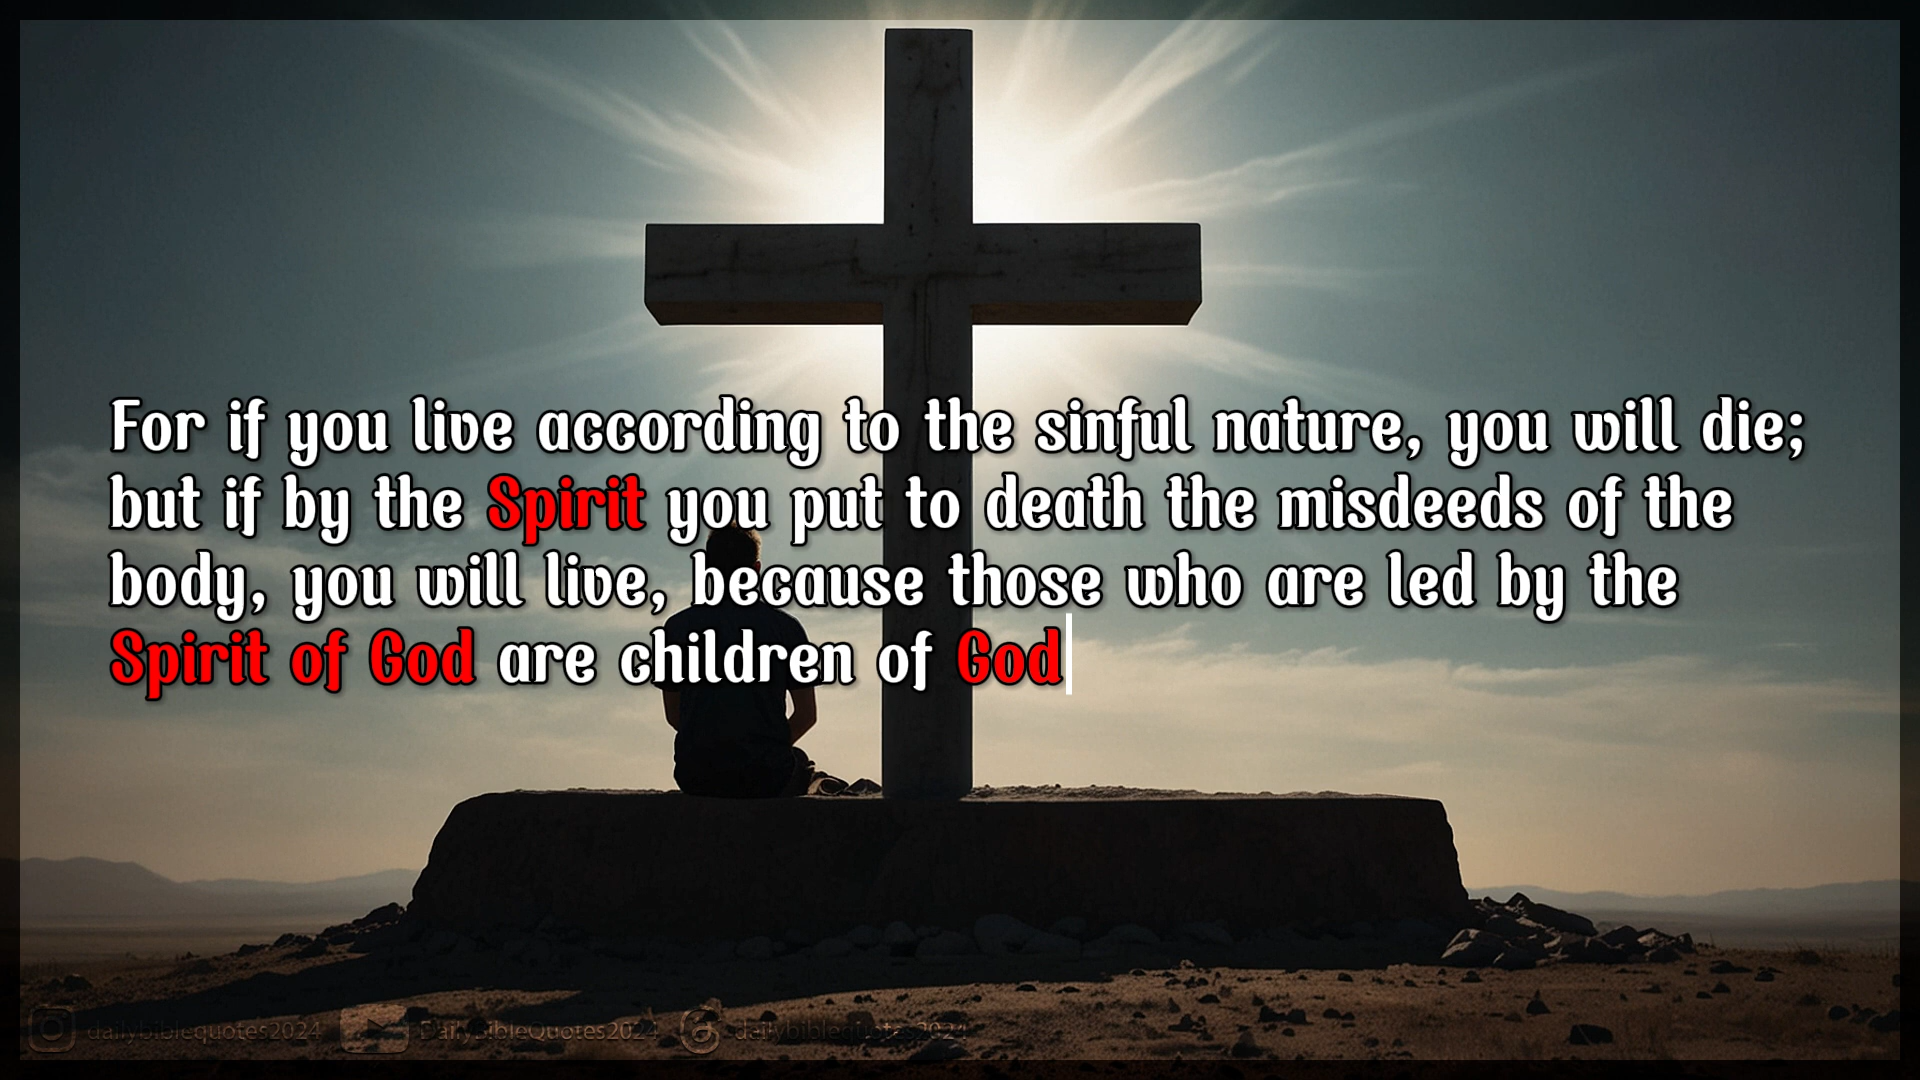 For if you live according to the sinful nature, you will die;
but if by the Spirit you put to death the misdeeds of the
body, you will live, because those who are led by the
Spirit of God are children of God
dailybiblequotes2024 DailyBibleQuotes2024 dailybiblequotes2024